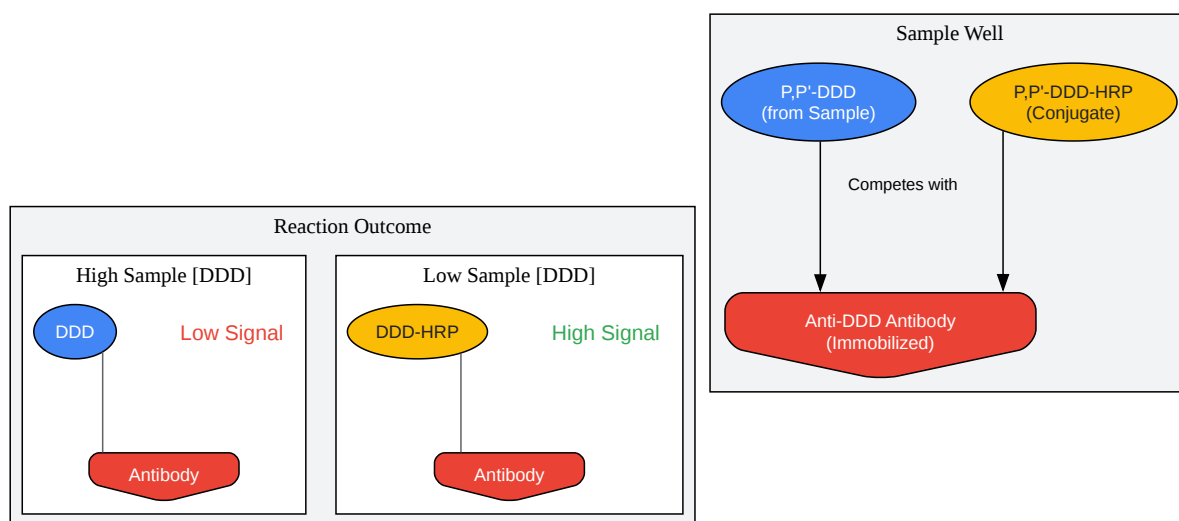 Sample Well
P,P'-DDD
(from Sample)
P,P'-DDD-HRP
(Conjugate)
Competes with
Anti-DDD Antibody
(Immobilized)
Reaction Outcome
High Sample [DDD]
DDD
Low Signal
Antibody
Low Sample [DDD]
DDD-HRP
High Signal
Antibody